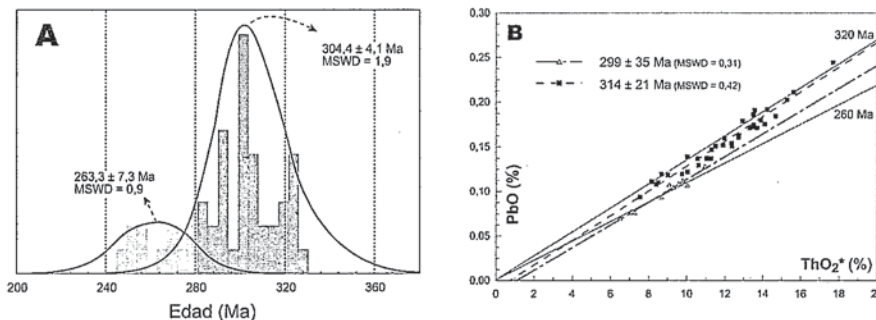 A
304,4 ± 4,1 Ma
MSWD = 1,9
263,3 ± 7,3 Ma
MSWD = 0,9
200 240 280 320 360
Edad (Ma)
B
0,30
0,25
0,20
0,15
0,10
0,05
0,00
PbO (%)
299 ± 35 Ma (MSWD = 0,31)
314 ± 21 Ma (MSWD = 0,42)
320 Ma
260 Ma
ThO2* (%)
0 2 4 6 8 10 12 14 16 18 20